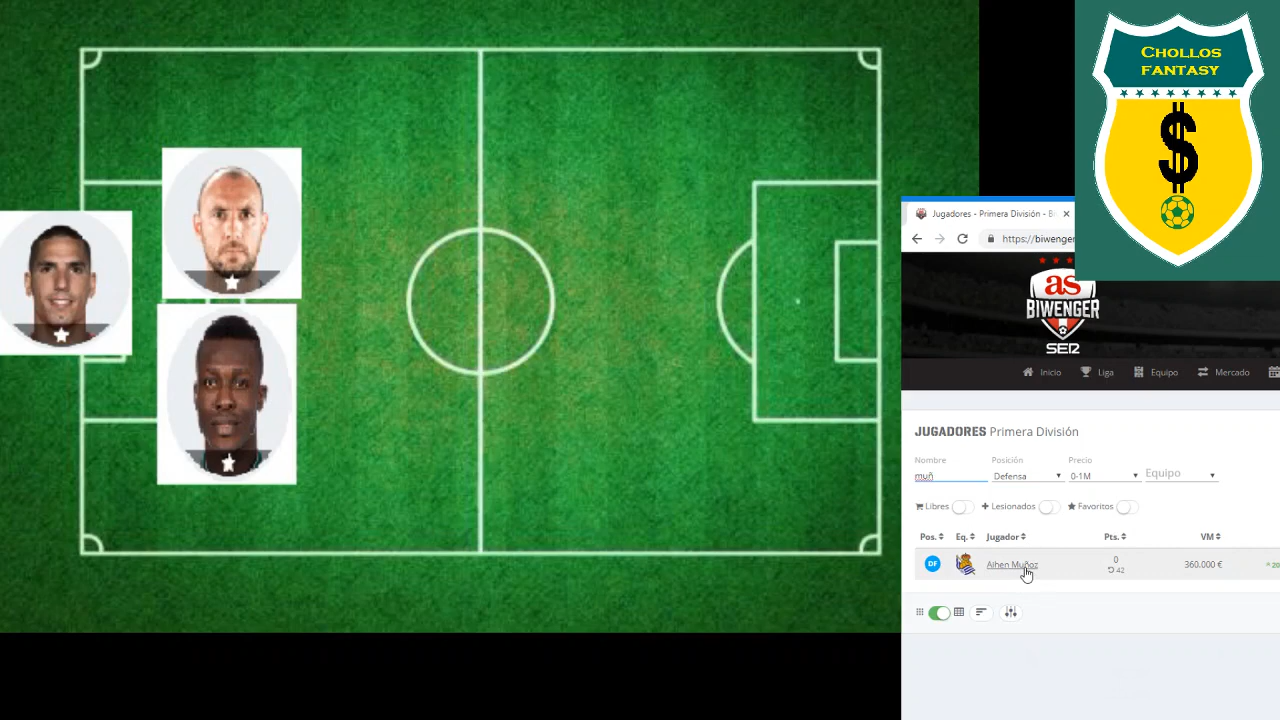 CHOLLOS
FANTASY
$
Jugadores - Primera División - Bi
https://biwenger
as
BIWENGER
SER
Inicio Liga Equipo Mercado
JUGADORES Primera División
Nombre Posición Precio
muñ Defensa 0-1M Equipo
Libres Lesionados Favoritos
Pos. Eq. Jugador Pts. VM
DF Aihen Muñoz 0 360.000 € 20
42